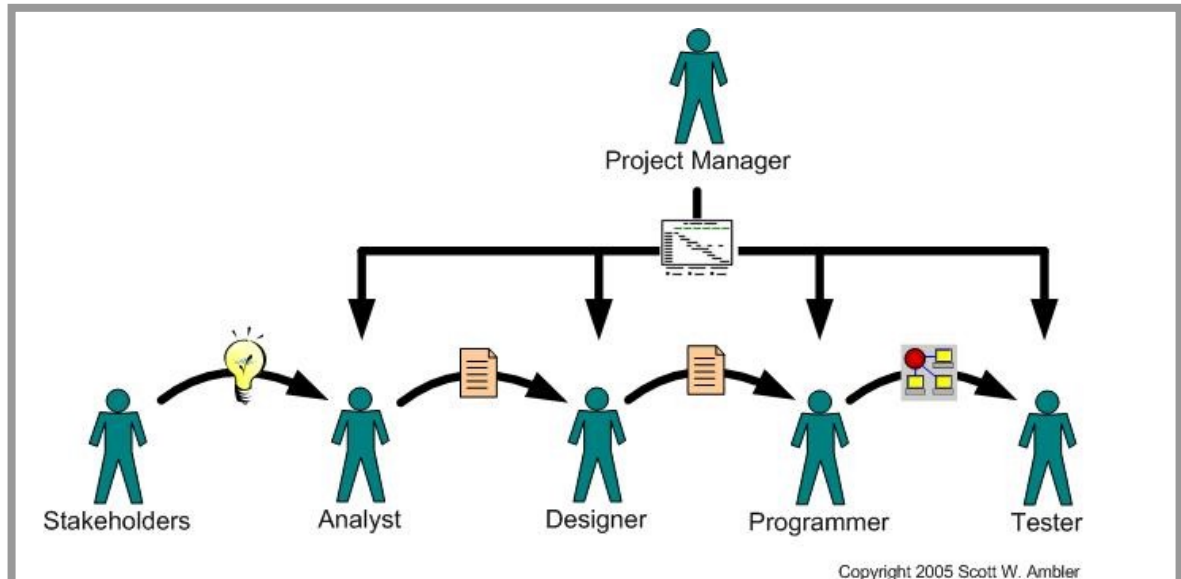 Project Manager
Stakeholders
Analyst
Designer
Programmer
Tester
Copyright 2005 Scott W. Ambler